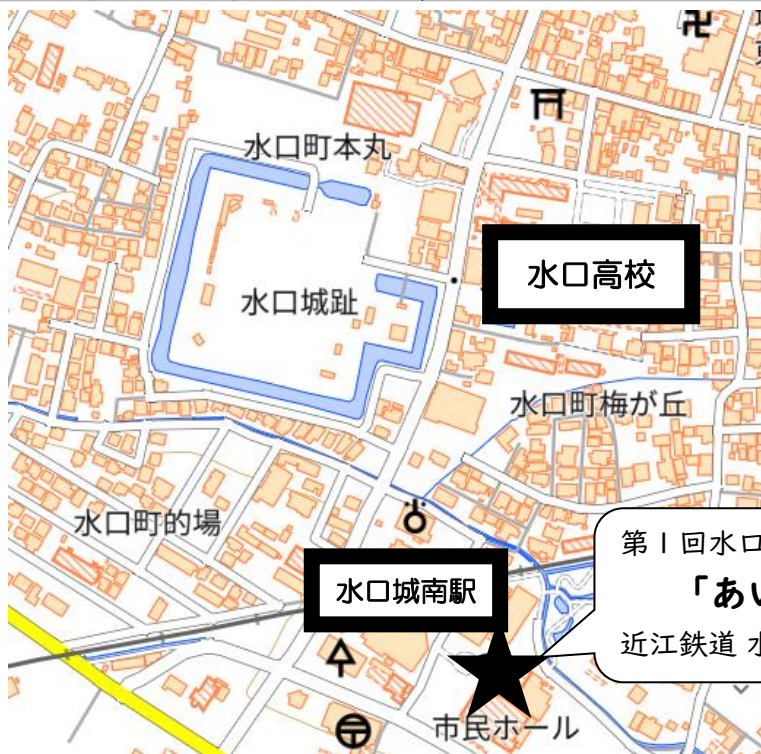 水口町本丸
水口高校
水口城趾
水口町梅が丘
水口町的場
第1回水口
「あい
水口城南駅
近江鉄道 水
市民ホール